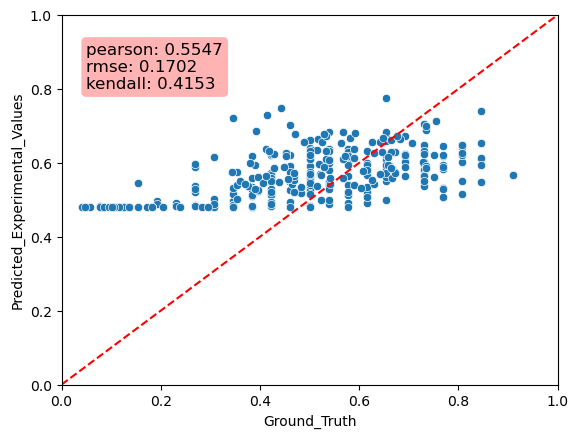 pearson: 0.5547
rmse: 0.1702
kendall: 0.4153
1.0
0.8
0.6
0.4
0.2
0.0
Predicted_Experimental_Values
0.0 0.2 0.4 0.6 0.8 1.0
Ground_Truth